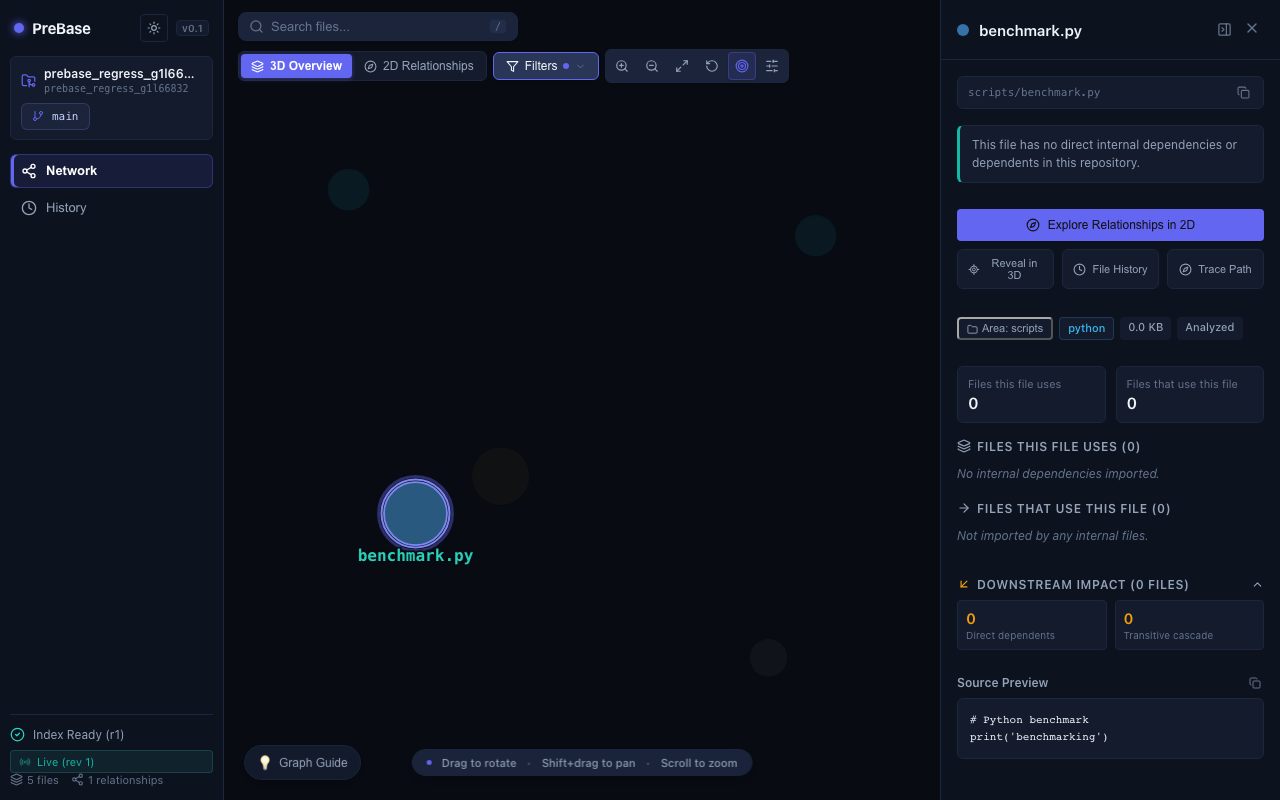 PreBase
v0.1
prebase_regress_g1l66...
prebase_regress_g1l66832
main
Network
History
Index Ready (r1)
Live (rev 1)
5 files
1 relationships
Search files...
/
3D Overview
2D Relationships
Filters
benchmark.py
Graph Guide
Drag to rotate - Shift+drag to pan - Scroll to zoom
benchmark.py
scripts/benchmark.py
This file has no direct internal dependencies or
dependents in this repository.
Explore Relationships in 2D
Reveal in
3D
File History
Trace Path
Area: scripts
python
0.0 KB
Analyzed
Files this file uses
0
Files that use this file
0
FILES THIS FILE USES (0)
No internal dependencies imported.
FILES THAT USE THIS FILE (0)
Not imported by any internal files.
DOWNSTREAM IMPACT (0 FILES)
0
Direct dependents
0
Transitive cascade
Source Preview
# Python benchmark
print('benchmarking')